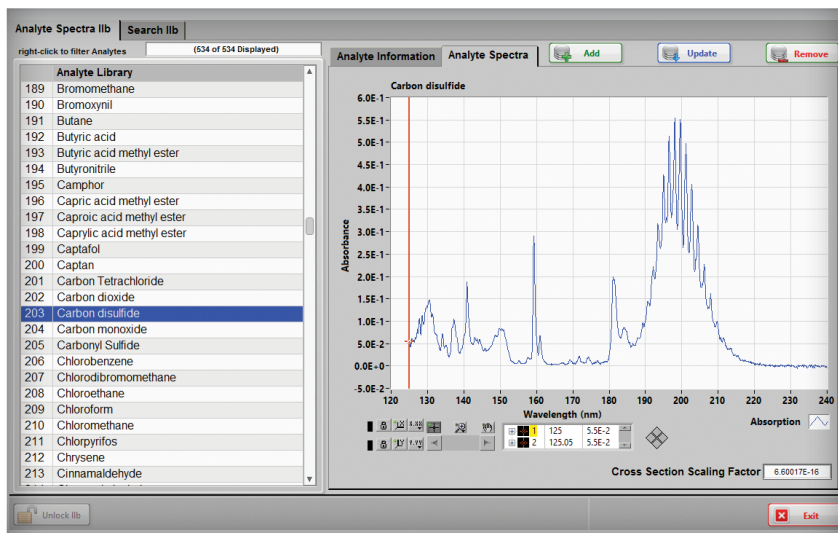 Analyte Spectra lib
Search lib
right-click to filter Analytes
(534 of 534 Displayed)
Analyte Library
189 Bromomethane
190 Bromoxynil
191 Butane
192 Butyric acid
193 Butyric acid methyl ester
194 Butyronitrile
195 Camphor
196 Capric acid methyl ester
197 Caproic acid methyl ester
198 Caprylic acid methyl ester
199 Captafol
200 Captan
201 Carbon Tetrachloride
202 Carbon dioxide
203 Carbon disulfide
204 Carbon monoxide
205 Carbonyl Sulfide
206 Chlorobenzene
207 Chlorodibromomethane
208 Chloroethane
209 Chloroform
210 Chloromethane
211 Chlorpyrifos
212 Chrysene
213 Cinnamaldehyde
Unlock lib
Analyte Information
Analyte Spectra
Add
Update
Remove
Carbon disulfide
6.0E-1
5.5E-1
5.0E-1
4.5E-1
4.0E-1
3.5E-1
3.0E-1
2.5E-1
2.0E-1
1.5E-1
1.0E-1
5.0E-2
0.0E+0
-5.0E-2
Absorbance
120 130 140 150 160 170 180 190 200 210 220 230 240
Wavelength (nm)
Absorption
1 125 5.5E-2
2 125.05 5.5E-2
Cross Section Scaling Factor
6.60017E-16
Exit